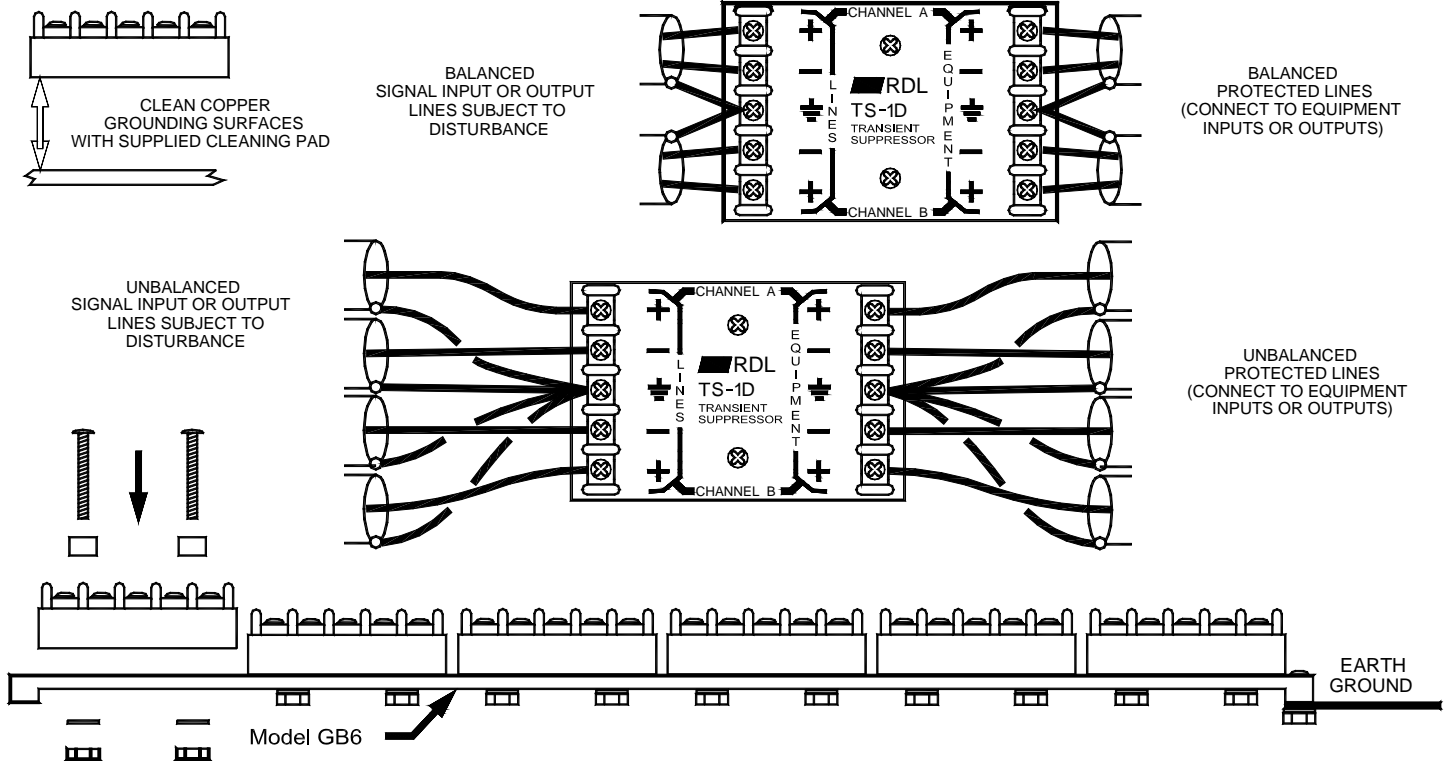 CLEAN COPPER
GROUNDING SURFACES
WITH SUPPLIED CLEANING PAD
BALANCED
SIGNAL INPUT OR OUTPUT
LINES SUBJECT TO
DISTURBANCE
CHANNEL A
LINES
EQUIPMENT
+
+
−
−
RDL
TS-1D
TRANSIENT
SUPPRESSOR
−
−
+
+
CHANNEL B
BALANCED
PROTECTED LINES
(CONNECT TO EQUIPMENT
INPUTS OR OUTPUTS)
UNBALANCED
SIGNAL INPUT OR OUTPUT
LINES SUBJECT TO
DISTURBANCE
CHANNEL A
LINES
EQUIPMENT
+
+
−
−
RDL
TS-1D
TRANSIENT
SUPPRESSOR
−
−
+
+
CHANNEL B
UNBALANCED
PROTECTED LINES
(CONNECT TO EQUIPMENT
INPUTS OR OUTPUTS)
Model GB6
EARTH
GROUND